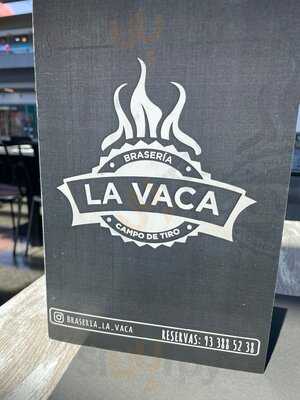 BRASERÍA
LA VACA
CAMPO DE TIRO
BRASERIA_LA_VACA
RESERVAS: 93 388 52 38